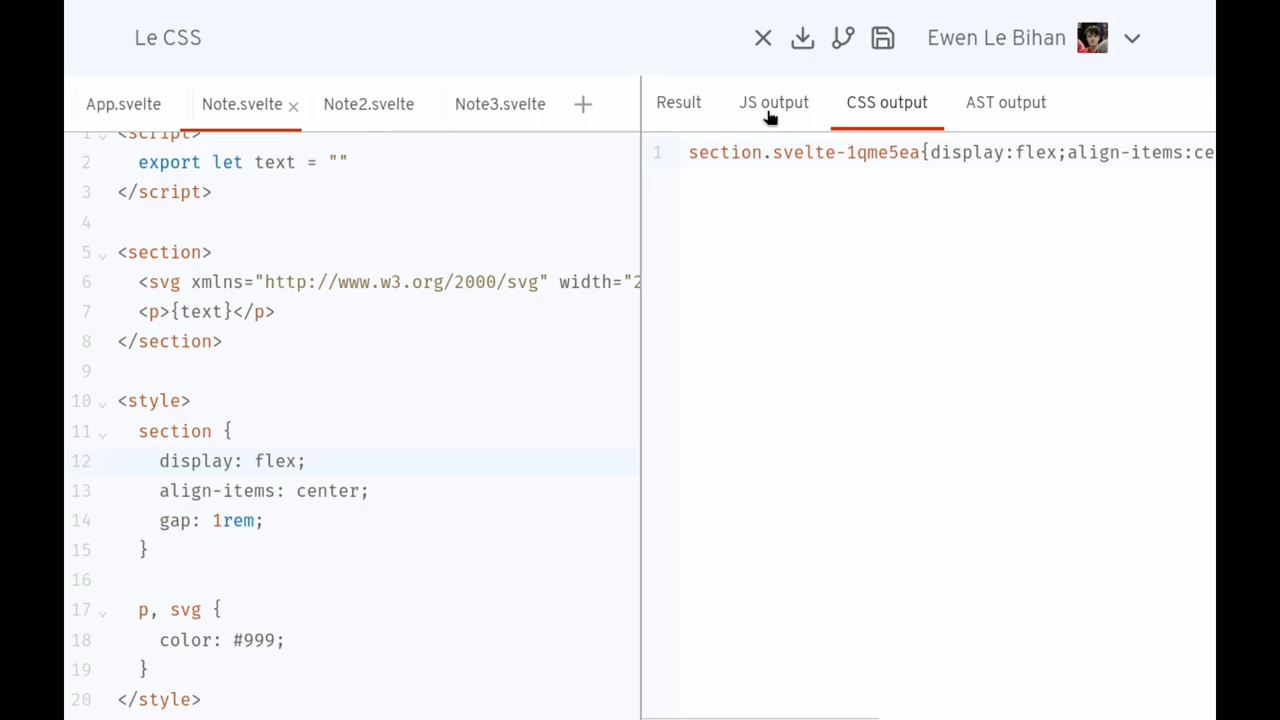 Le CSS
Ewen Le Bihan
App.svelte Note.svelte Note2.svelte Note3.svelte
Result JS output CSS output AST output
1 <script>
2 export let text = ""
3 </script>
4
5 <section>
6 <svg xmlns="http://www.w3.org/2000/svg" width="2
7 <p>{text}</p>
8 </section>
9
10 <style>
11 section {
12 display: flex;
13 align-items: center;
14 gap: 1rem;
15 }
16
17 p, svg {
18 color: #999;
19 }
20 </style>
1 section.svelte-1qme5ea{display:flex;align-items:ce